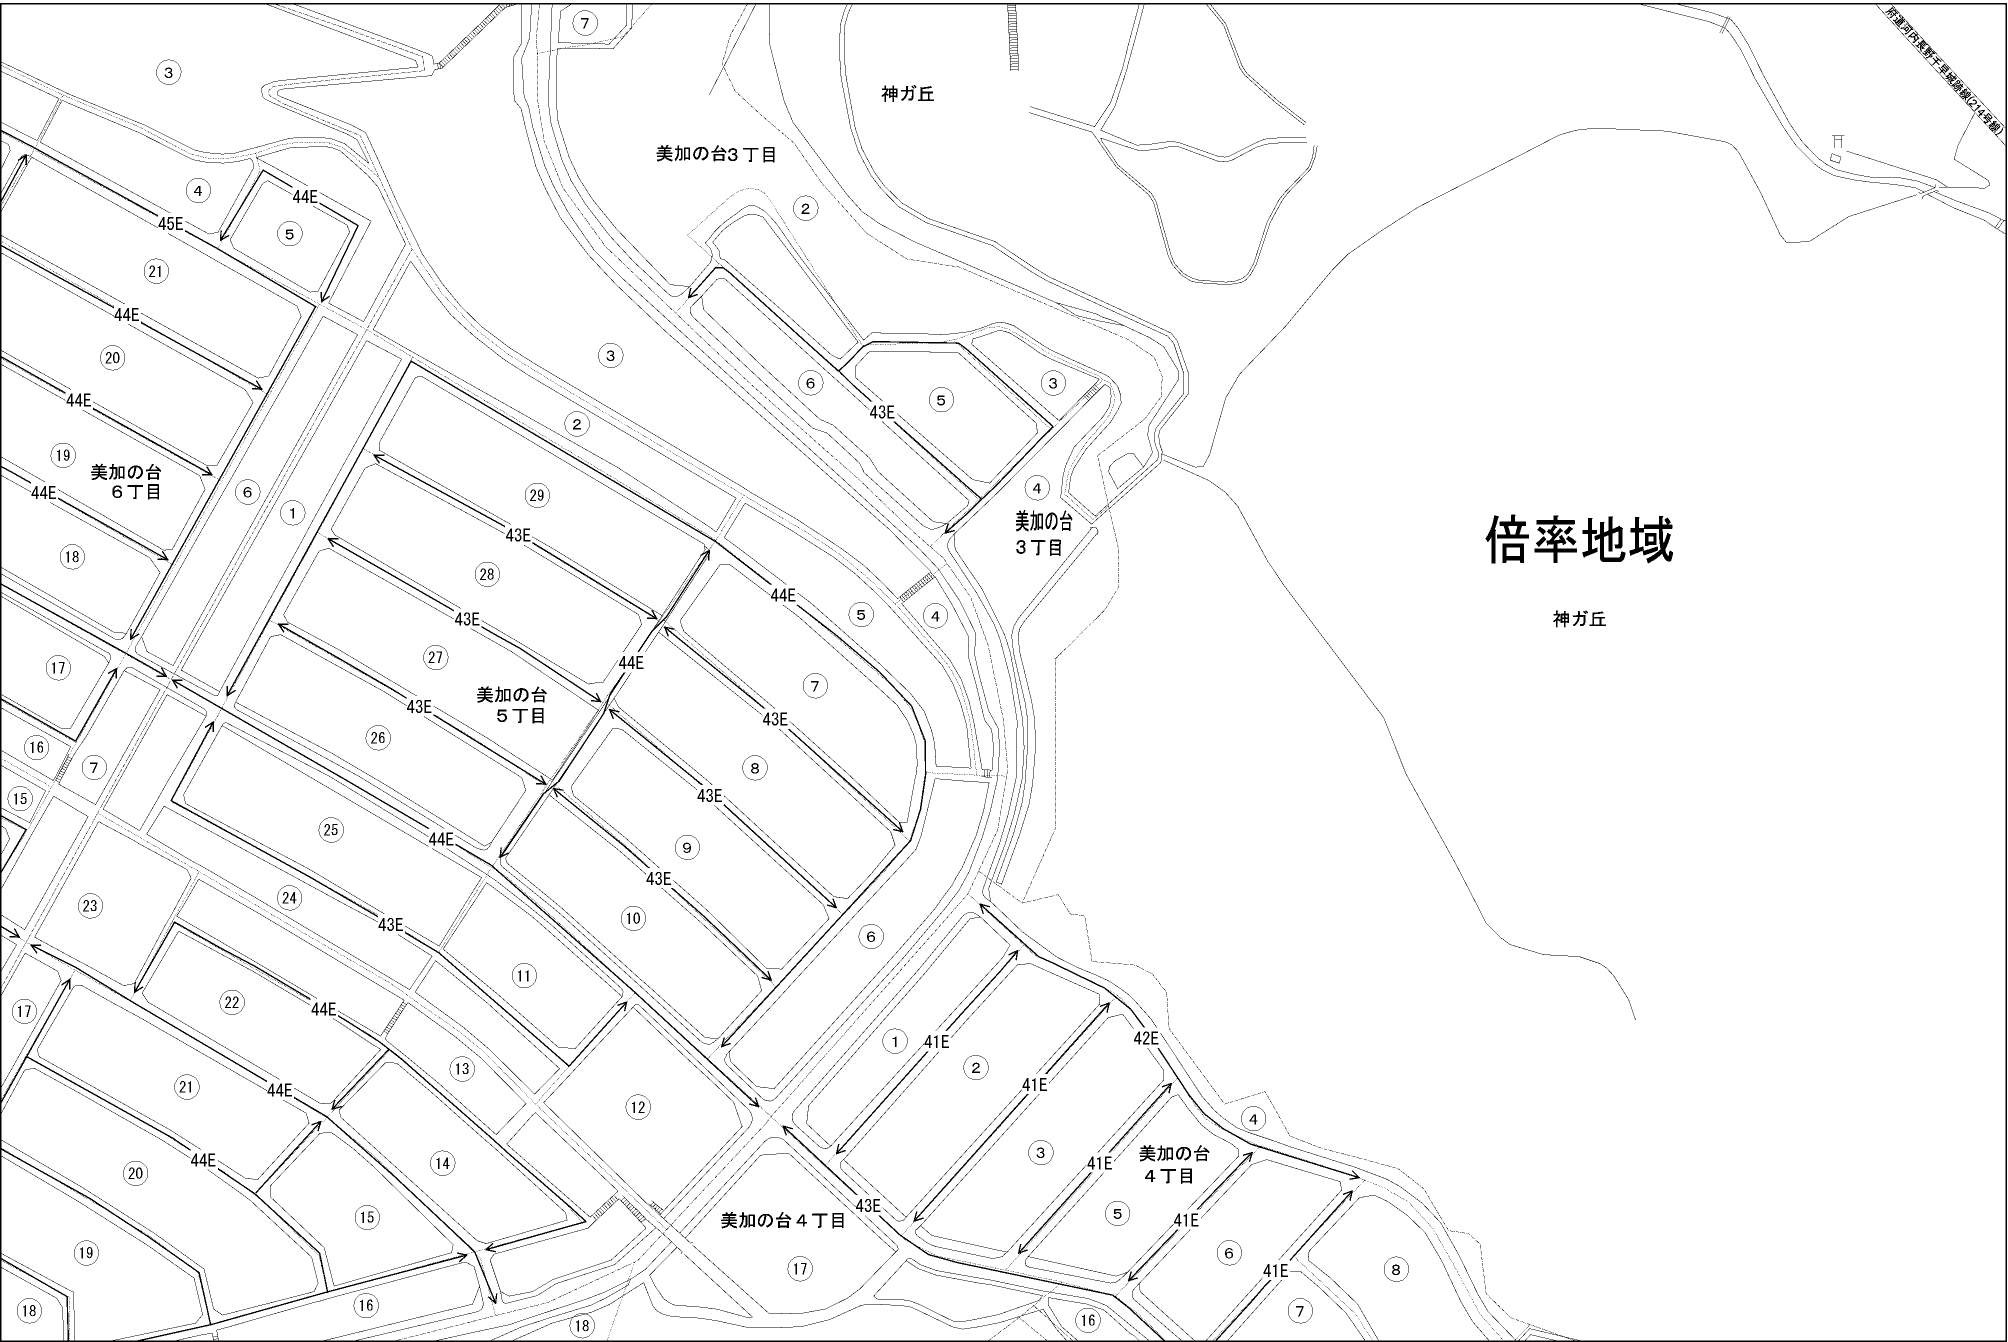 ⑦
府道河内長野千早城跡線(214号線)
③
神ガ丘
美加の台3丁目
④
44E
②
45E
⑤
㉑
44E
⑳
③
⑥
③
44E
⑤
43E
②
⑲
美加の台
6丁目
44E
⑥
①
㉙
④
美加の台
3丁目
倍率地域
43E
⑱
㉘
44E
⑤
④
神ガ丘
43E
⑰
㉗
44E
⑦
美加の台
5丁目
43E
43E
⑯
㉖
⑦
⑧
43E
⑮
㉕
44E
⑨
43E
㉔
㉓
43E
⑩
⑥
⑪
㉒
44E
⑰
①
41E
42E
②
⑬
41E
㉑
44E
⑫
④
③
美加の台
4丁目
⑭
41E
44E
⑳
⑮
美加の台4丁目
43E
⑤
41E
⑲
⑥
⑰
41E
⑧
⑱
⑯
⑱
⑯
⑦